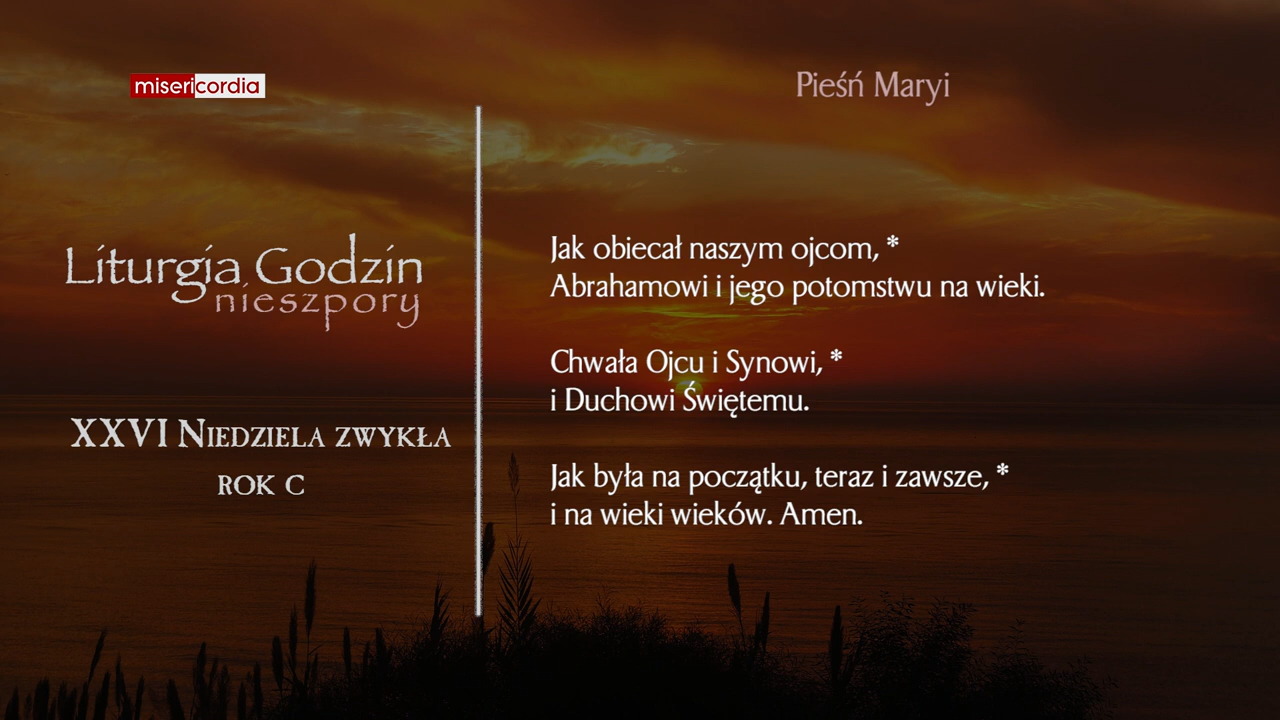 misericordia
Liturgia Godzin
nieszpory
XXVI Niedziela zwykła
rok C
Pieśń Maryi
Jak obiecał naszym ojcom, *
Abrahamowi i jego potomstwu na wieki.
Chwała Ojcu i Synowi, *
i Duchowi Świętemu.
Jak była na początku, teraz i zawsze, *
i na wieki wieków. Amen.